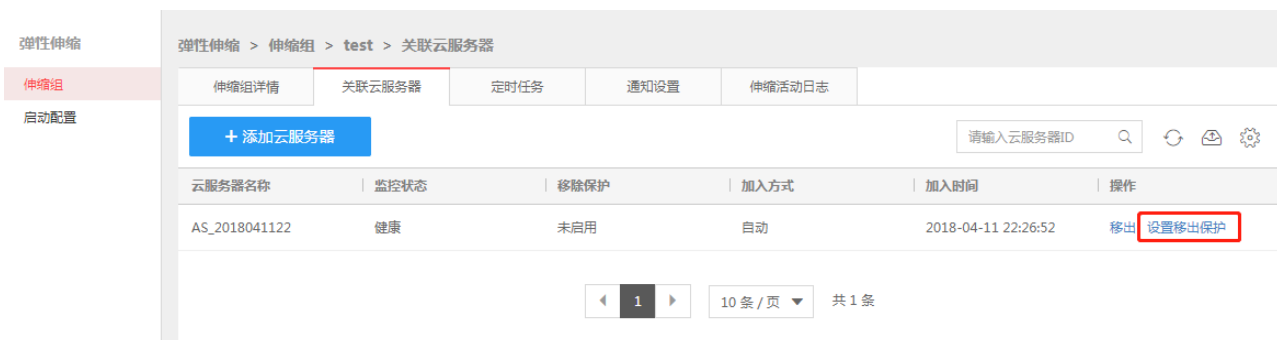 弹性伸缩
伸缩组
启动配置
弹性伸缩 > 伸缩组 > test > 关联云服务器
伸缩组详情 关联云服务器 定时任务 通知设置 伸缩活动日志
+ 添加云服务器 请输入云服务器ID
云服务器名称 监控状态 移除保护 加入方式 加入时间 操作
AS_2018041122 健康 未启用 自动 2018-04-11 22:26:52 移出 设置移出保护
1 10 条 / 页 共 1 条